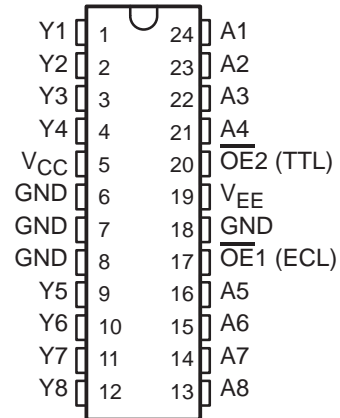 Y1 1 24 A1
Y2 2 23 A2
Y3 3 22 A3
Y4 4 21 A4
VCC 5 20 O̅E̅2 (TTL)
GND 6 19 VEE
GND 7 18 GND
GND 8 17 O̅E̅1 (ECL)
Y5 9 16 A5
Y6 10 15 A6
Y7 11 14 A7
Y8 12 13 A8